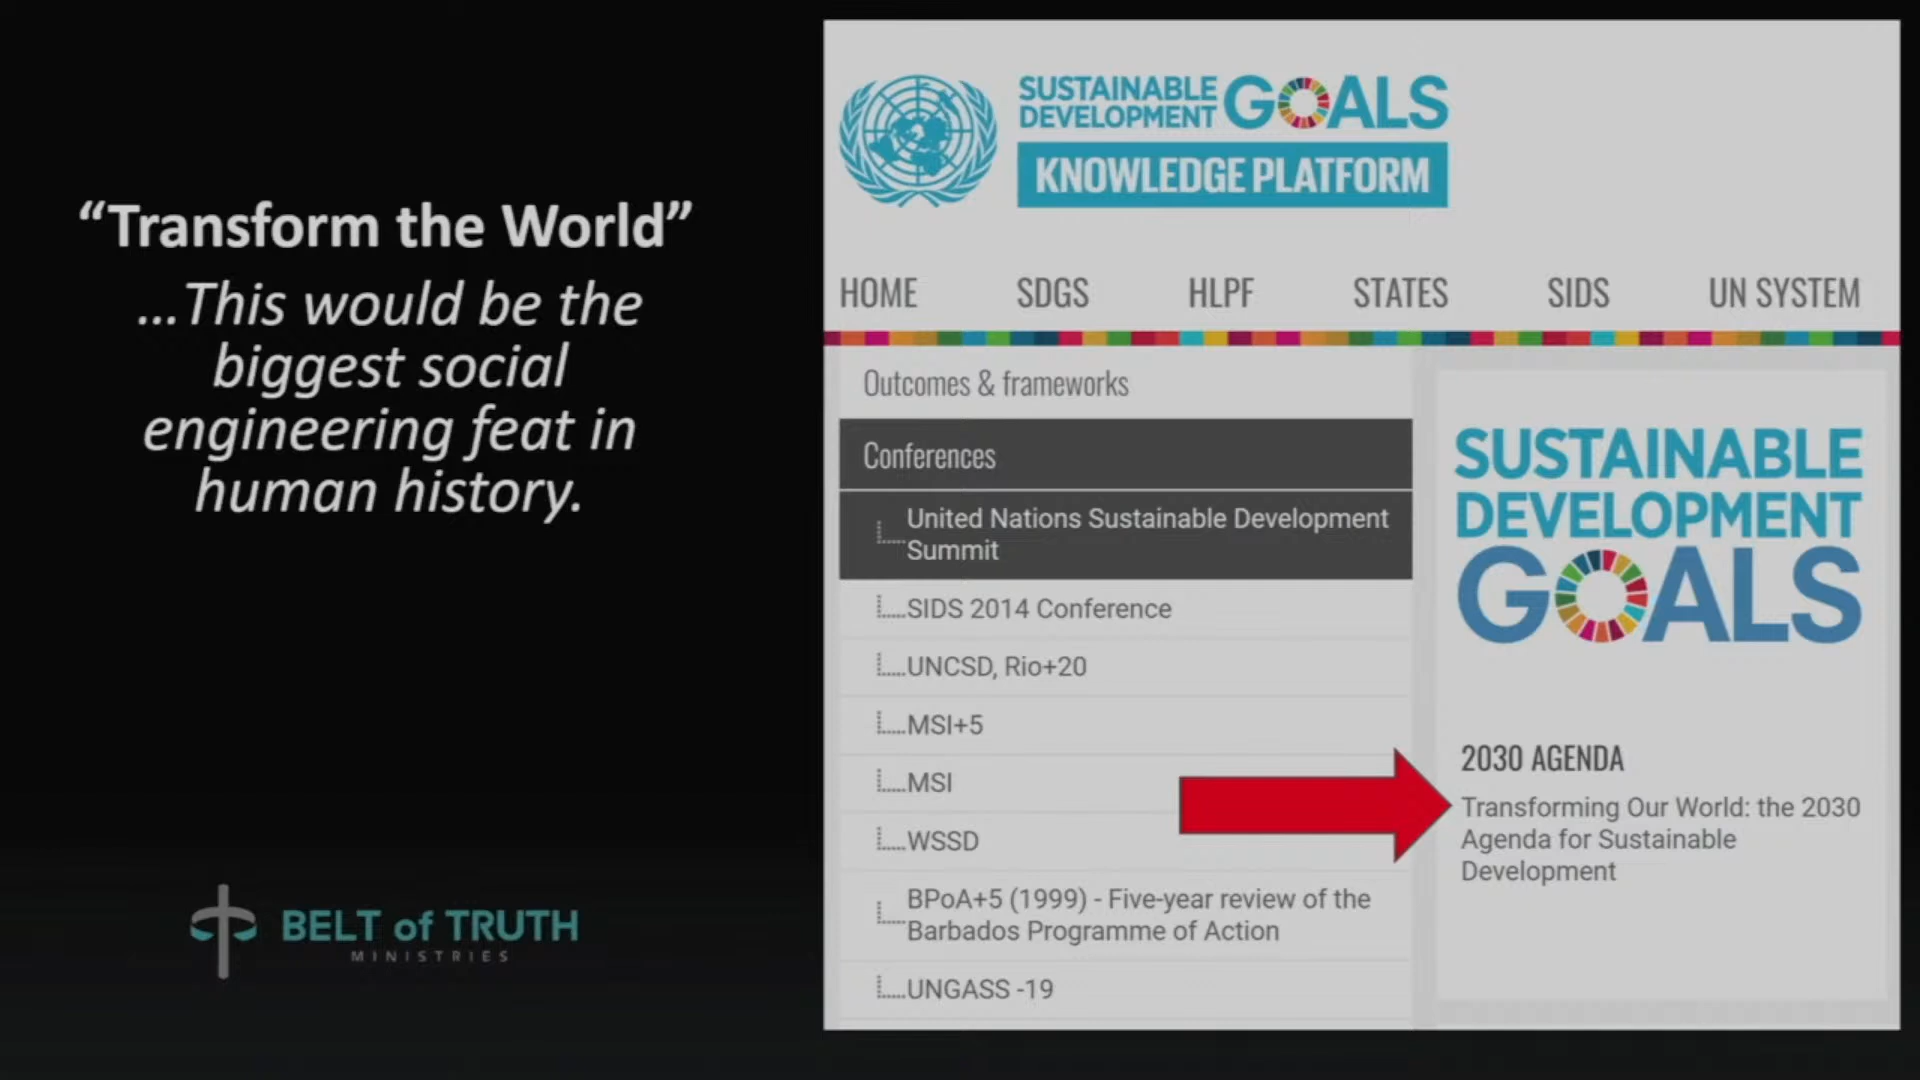 “Transform the World”
...This would be the
biggest social
engineering feat in
human history.
BELT of TRUTH
MINISTRIES
SUSTAINABLE
DEVELOPMENT
GOALS
KNOWLEDGE PLATFORM
HOME SDGS HLPF STATES SIDS UN SYSTEM
Outcomes & frameworks
Conferences
United Nations Sustainable Development
Summit
SIDS 2014 Conference
UNCSD, Rio+20
MSI+5
MSI
WSSD
BPoA+5 (1999) - Five-year review of the
Barbados Programme of Action
UNGASS -19
SUSTAINABLE
DEVELOPMENT
GOALS
2030 AGENDA
Transforming Our World: the 2030
Agenda for Sustainable
Development